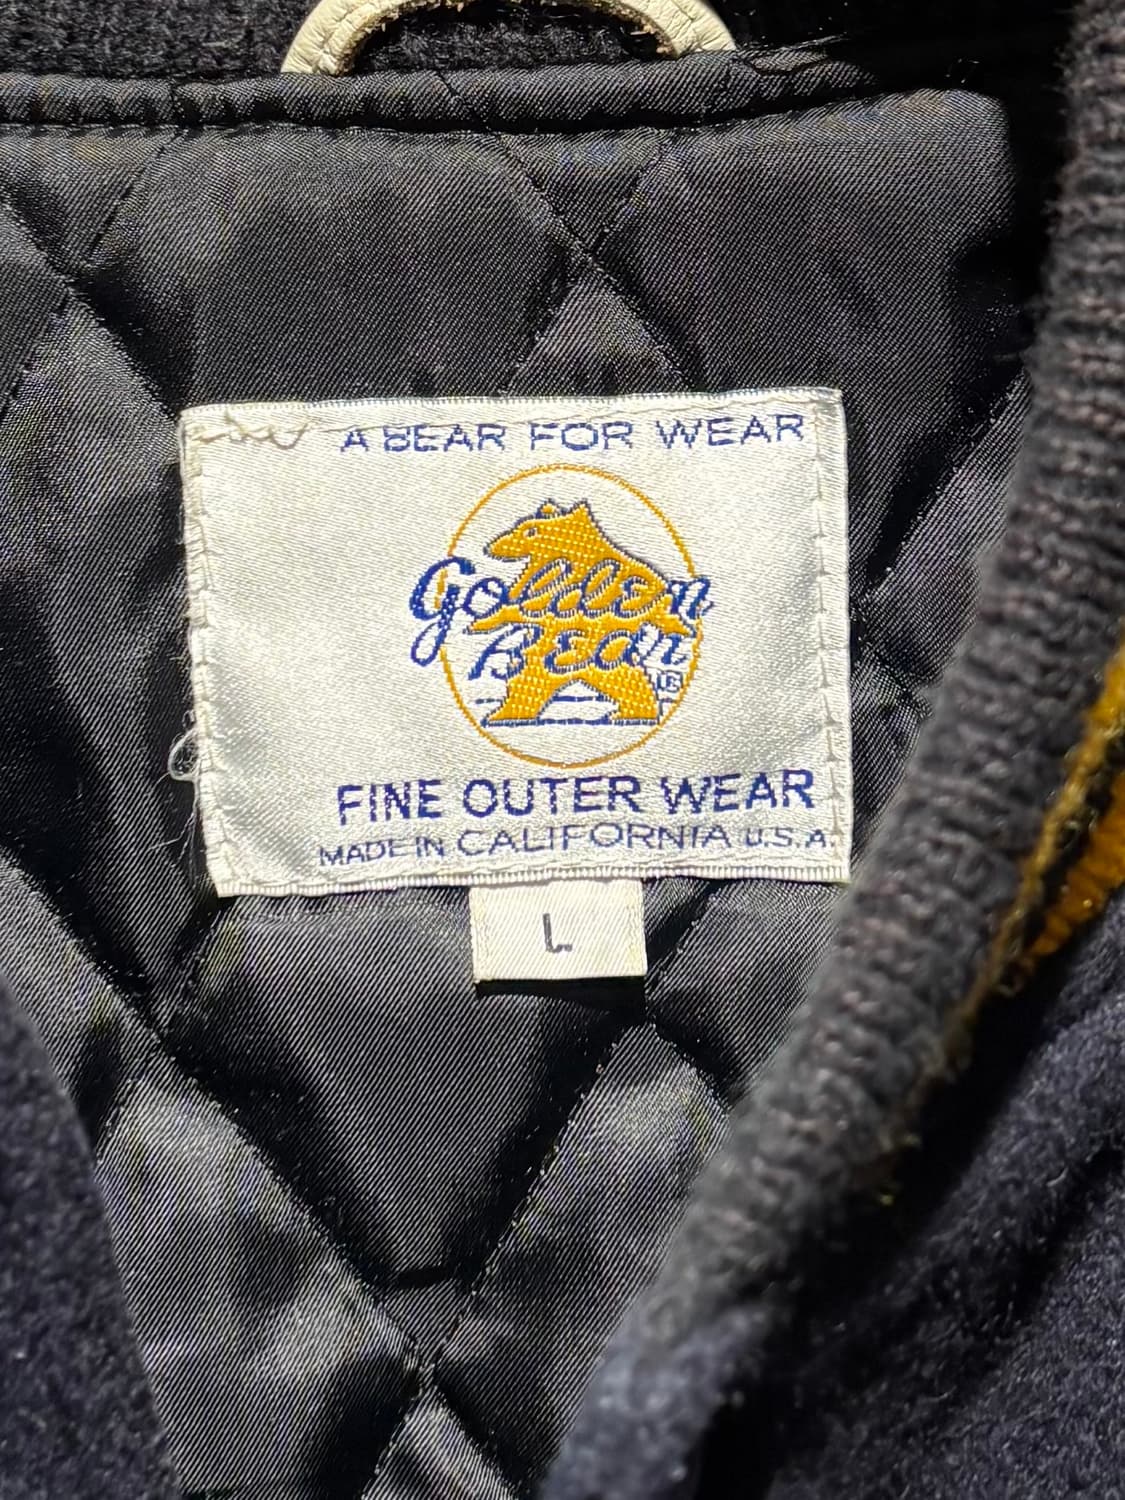 A BEAR FOR WEAR
Golden
Bear
FINE OUTER WEAR
MADE IN CALIFORNIA U.S.A.
L